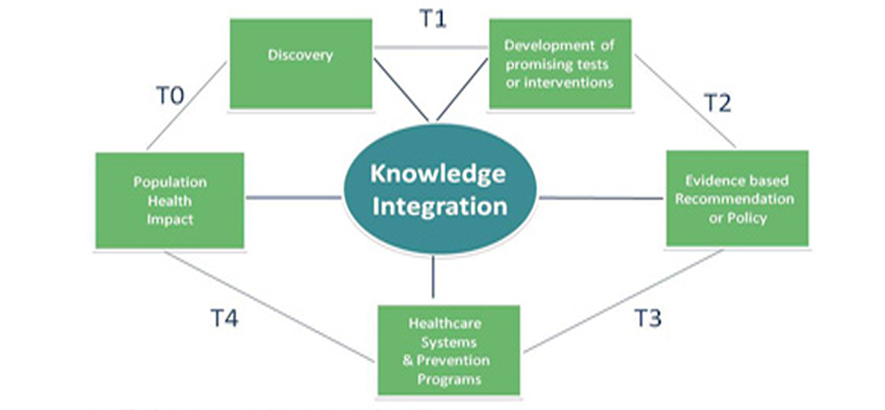 T1
Discovery
Development of
promising tests
or interventions
T0
T2
Knowledge
Integration
Population
Health
Impact
Evidence based
Recommendation
or Policy
T4
T3
Healthcare
Systems
& Prevention
Programs